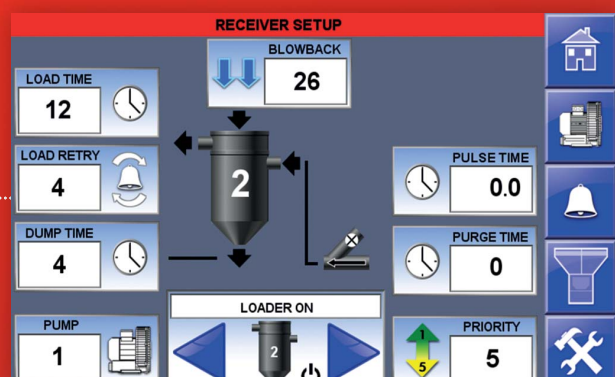 RECEIVER SETUP
BLOWBACK
26
LOAD TIME
12
LOAD RETRY
4
DUMP TIME
4
PUMP
1
2
PULSE TIME
0.0
PURGE TIME
0
PRIORITY
1
5
5
LOADER ON
2